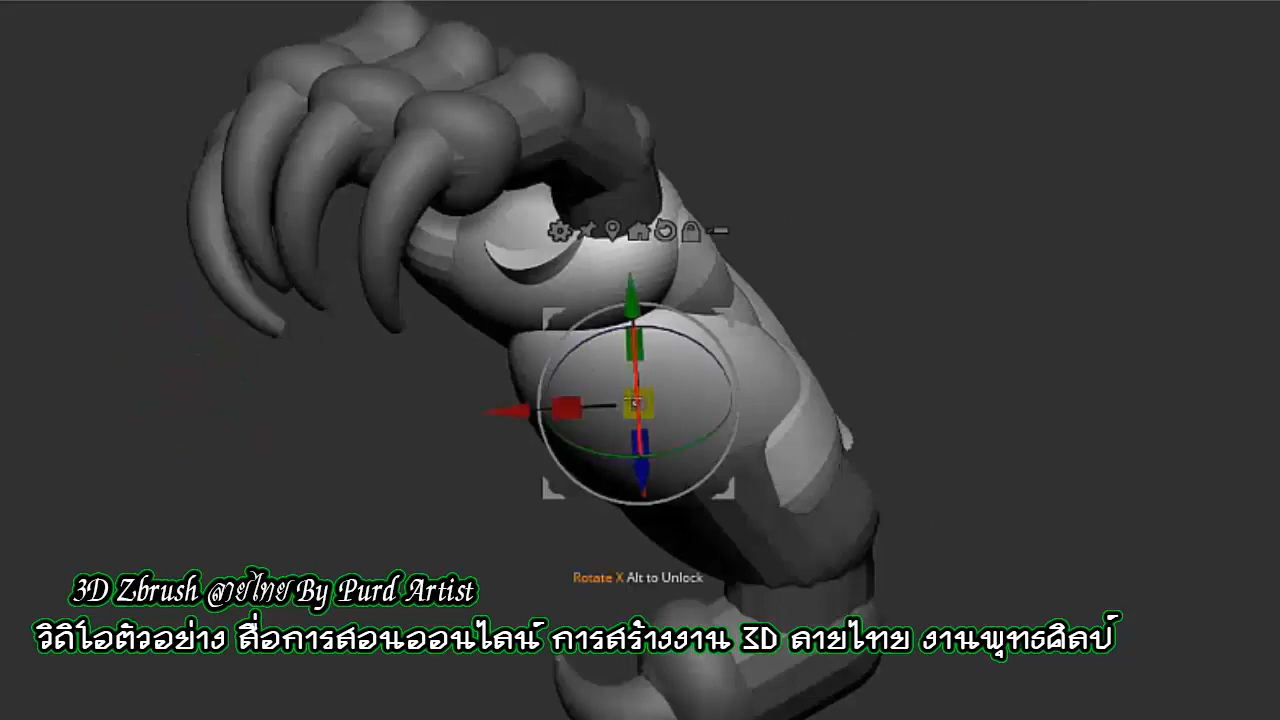 Rotate X Alt to Unlock
3D Zbrush ลายไทย By Purd Artist
วิดิโอตัวอย่าง สื่อการสอนออนไลน์ การสร้างงาน 3D ลายไทย งานพุทธศิลป์